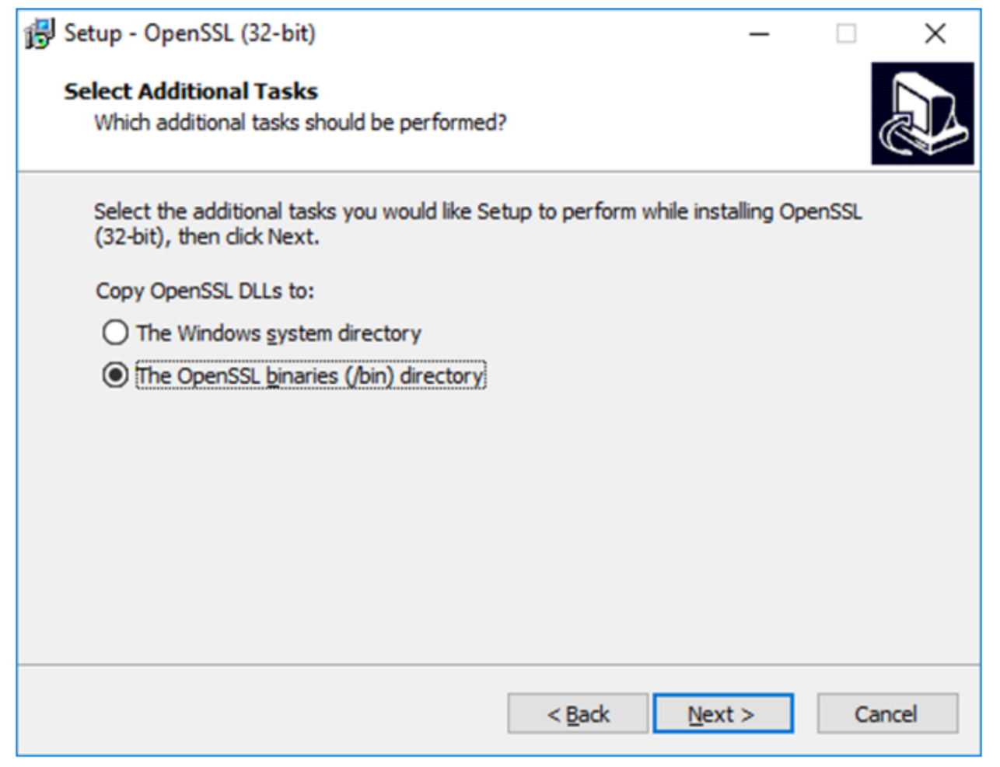 Setup - OpenSSL (32-bit)
Select Additional Tasks
Which additional tasks should be performed?
Select the additional tasks you would like Setup to perform while installing OpenSSL
(32-bit), then click Next.
Copy OpenSSL DLLs to:
The Windows system directory
The OpenSSL binaries (/bin) directory
< Back
Next >
Cancel